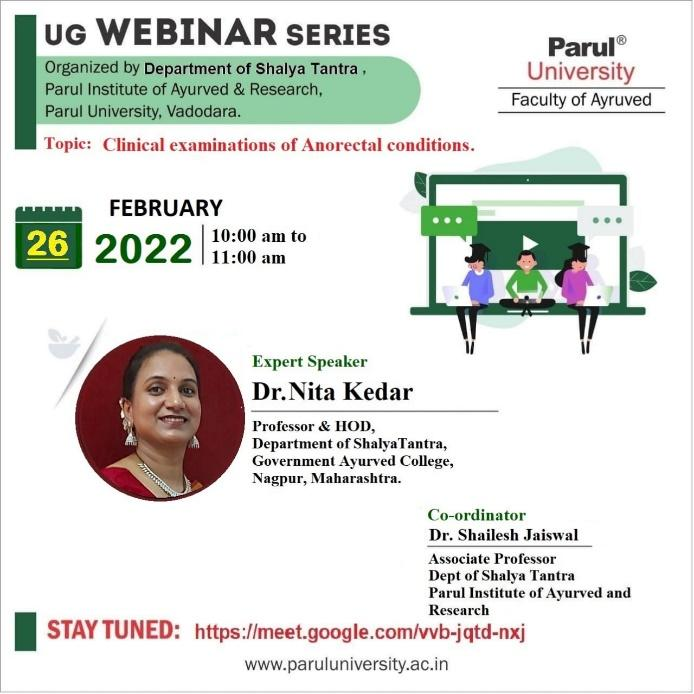 UG WEBINAR SERIES
Organized by Department of Shalya Tantra ,
Parul Institute of Ayurved & Research,
Parul University, Vadodara.
Parul®
University
Faculty of Ayruved
Topic: Clinical examinations of Anorectal conditions.
26
FEBRUARY
2022
10:00 am to
11:00 am
Expert Speaker
Dr.Nita Kedar
Professor & HOD,
Department of ShalyaTantra,
Government Ayurved College,
Nagpur, Maharashtra.
Co-ordinator
Dr. Shailesh Jaiswal
Associate Professor
Dept of Shalya Tantra
Parul Institute of Ayurved and
Research
STAY TUNED: https://meet.google.com/vvb-jqtd-nxj
www.paruluniversity.ac.in